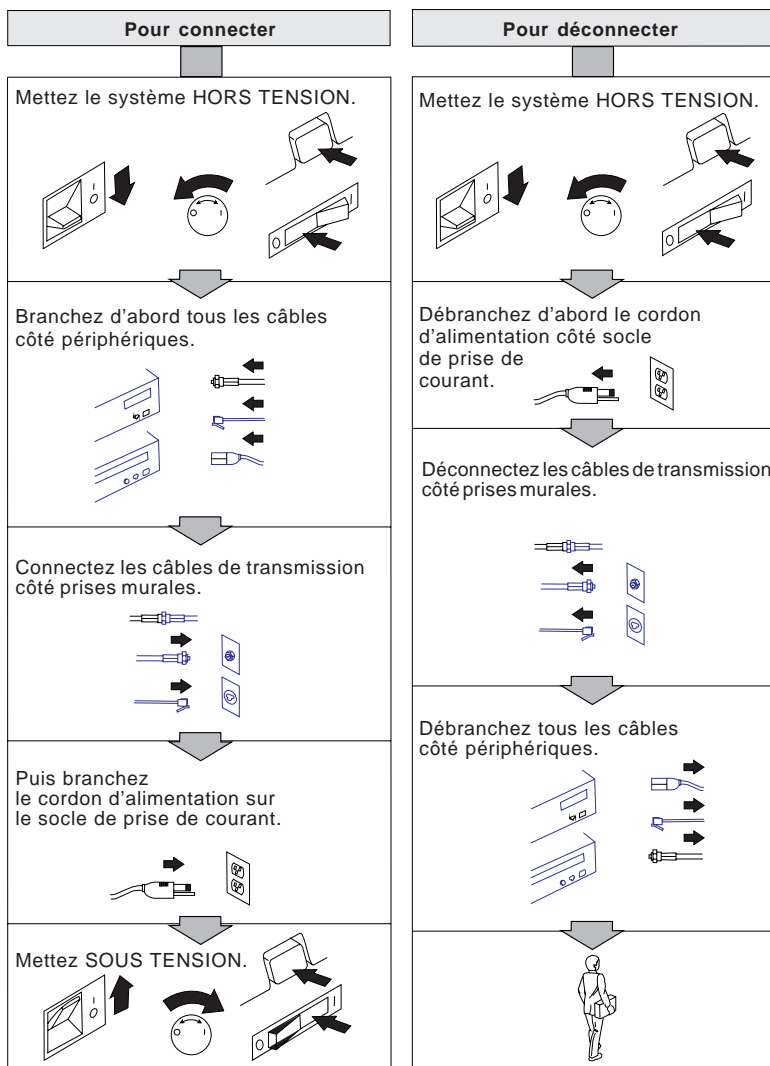 Pour connecter
Mettez le système HORS TENSION.
Branchez d'abord tous les câbles
côté périphériques.
Connectez les câbles de transmission
côté prises murales.
Puis branchez
le cordon d'alimentation sur
le socle de prise de courant.
Mettez SOUS TENSION.
Pour déconnecter
Mettez le système HORS TENSION.
Débranchez d'abord le cordon
d'alimentation côté socle
de prise de
courant.
Déconnectez les câbles de transmission
côté prises murales.
Débranchez tous les câbles
côté périphériques.